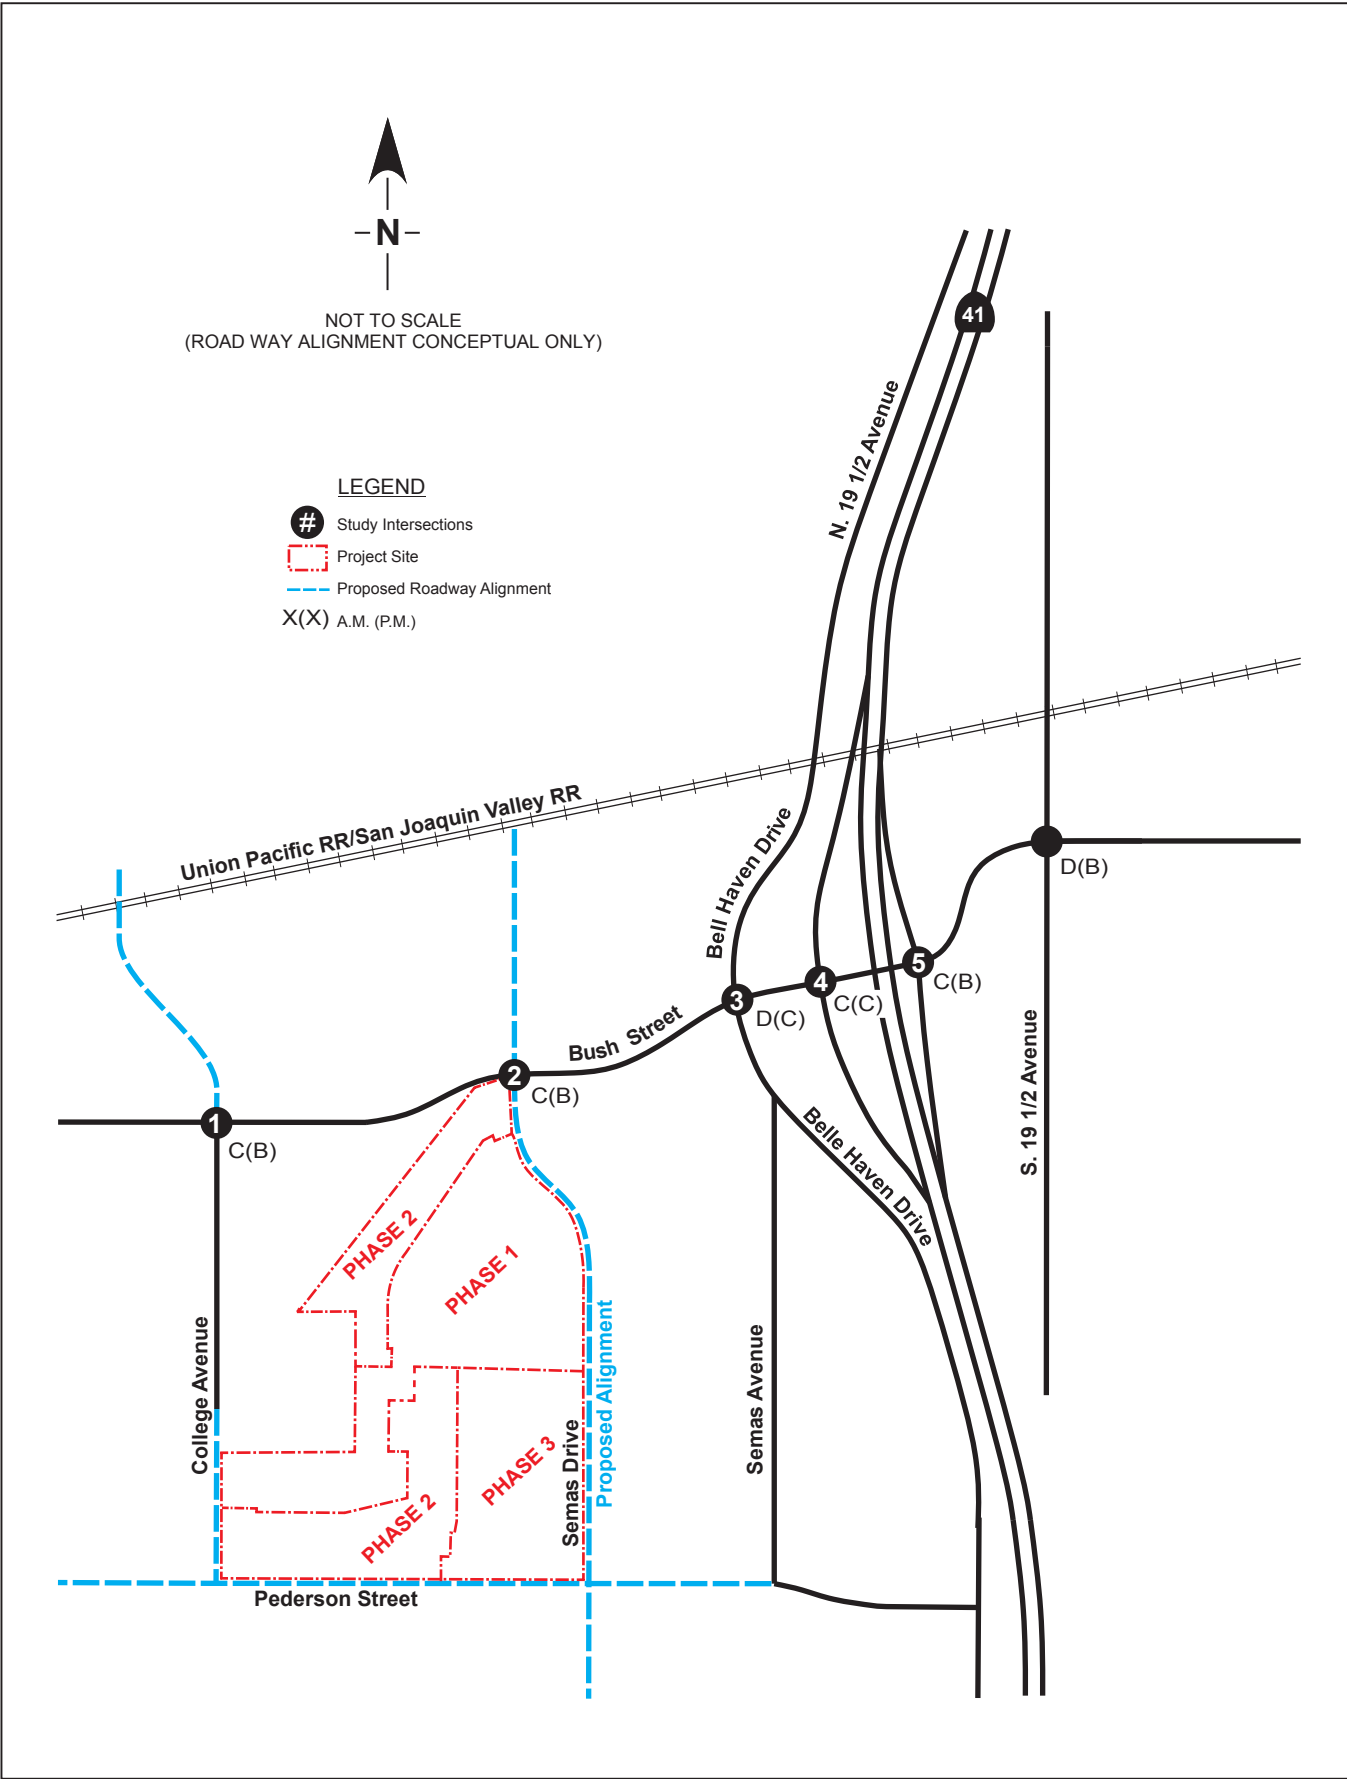 N
NOT TO SCALE
(ROAD WAY ALIGNMENT CONCEPTUAL ONLY)
41
N. 19 1/2 Avenue
LEGEND
# Study Intersections
Project Site
Proposed Roadway Alignment
X(X) A.M. (P.M.)
Union Pacific RR/San Joaquin Valley RR
Bell Haven Drive
D(B)
5
C(B)
4
C(C)
3
D(C)
Bush Street
2
C(B)
1
C(B)
S. 19 1/2 Avenue
Belle Haven Drive
PHASE 2
PHASE 1
College Avenue
Semas Avenue
Proposed Alignment
Semas Drive
PHASE 3
PHASE 2
Pederson Street